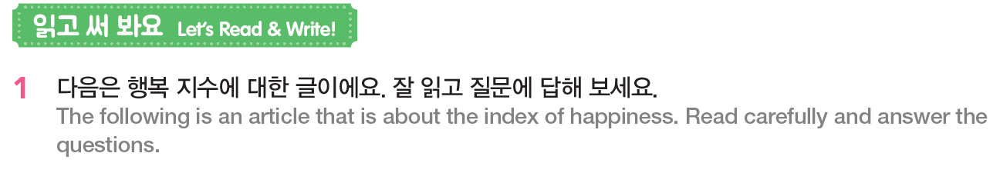 읽고 써 봐요 Let's Read & Write!
1 다음은 행복 지수에 대한 글이에요. 잘 읽고 질문에 답해 보세요.
The following is an article that is about the index of happiness. Read carefully and answer the
questions.